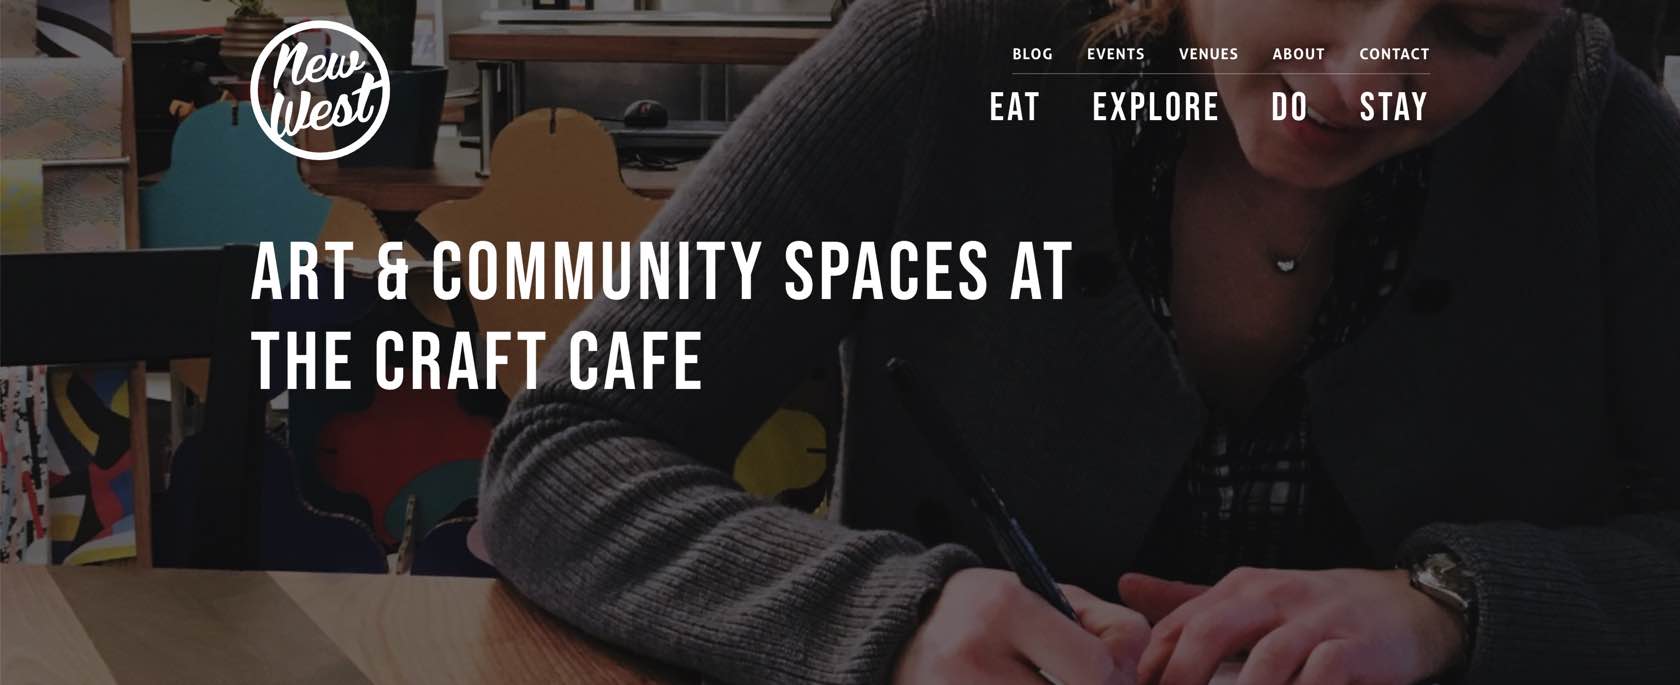 New
West
BLOG EVENTS VENUES ABOUT CONTACT
EAT EXPLORE DO STAY
ART & COMMUNITY SPACES AT
THE CRAFT CAFE